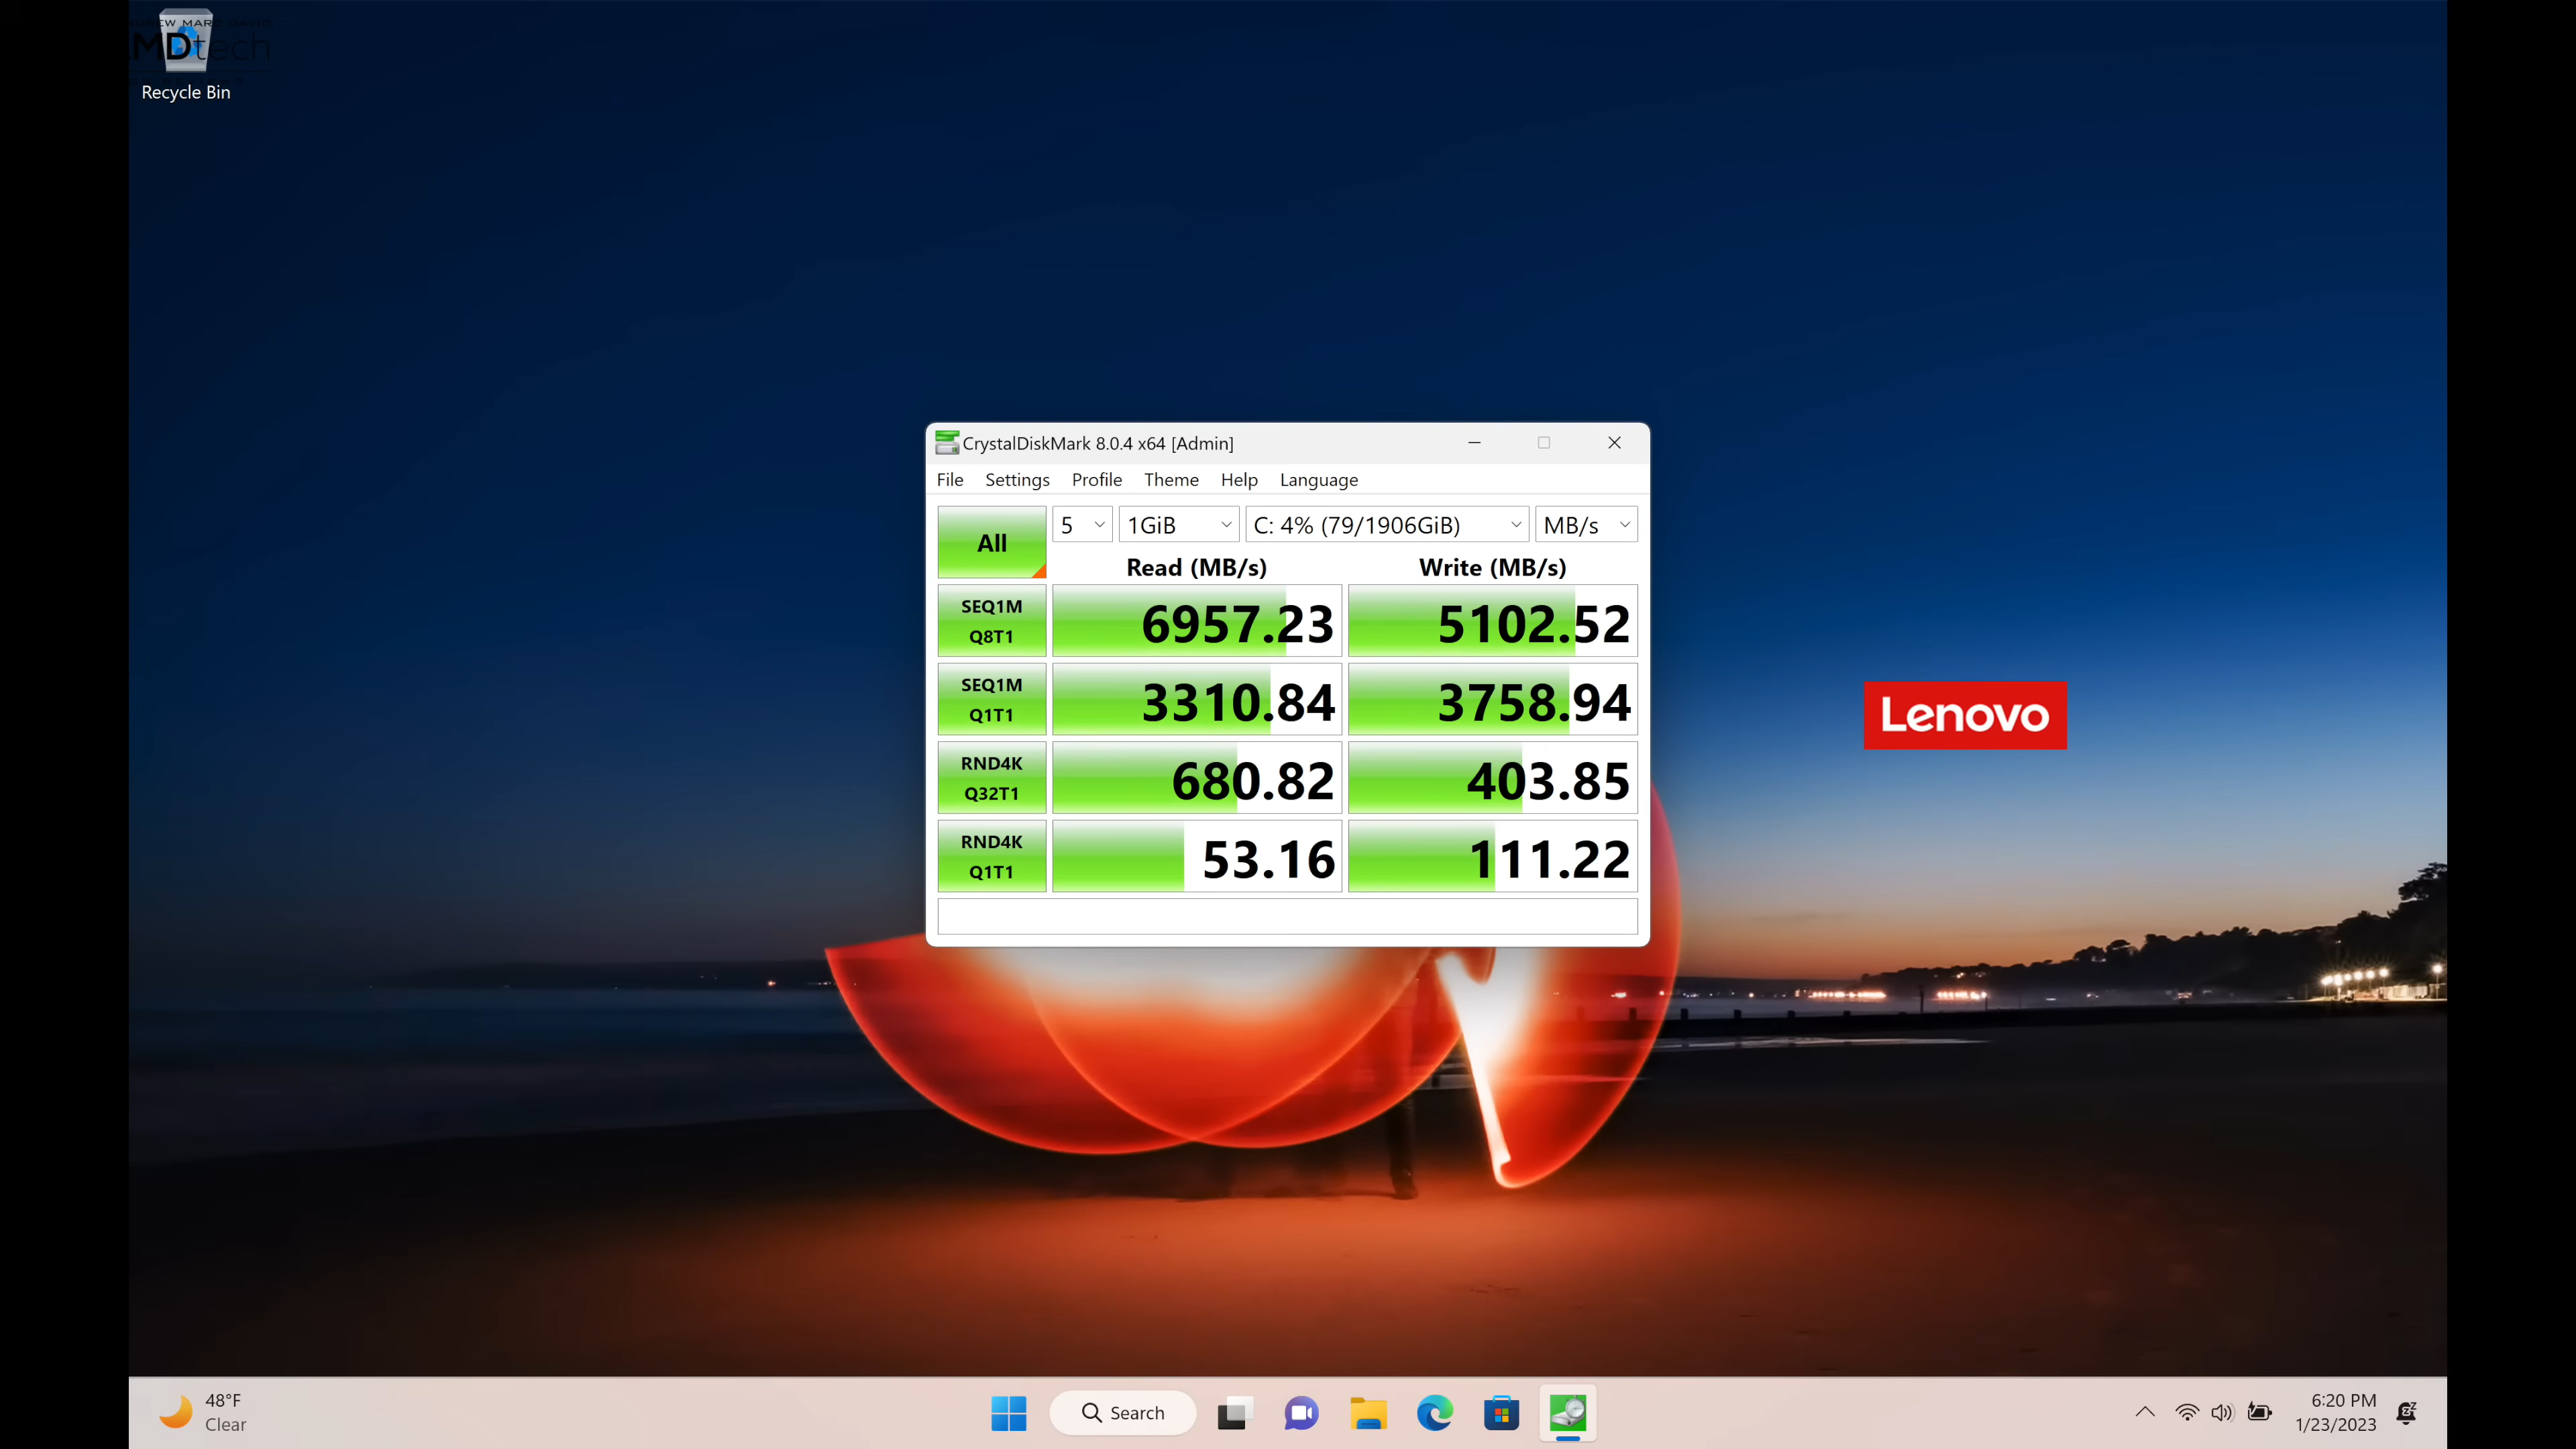 MDtech
Recycle Bin
CrystalDiskMark 8.0.4 x64 [Admin]
File Settings Profile Theme Help Language
All 5 1GiB C: 4% (79/1906GiB) MB/s
Read (MB/s) Write (MB/s)
SEQ1M
Q8T1
6957.23 5102.52
SEQ1M
Q1T1
3310.84 3758.94
RND4K
Q32T1
680.82 403.85
RND4K
Q1T1
53.16 111.22
Lenovo
48°F
Clear
Search
6:20 PM
1/23/2023